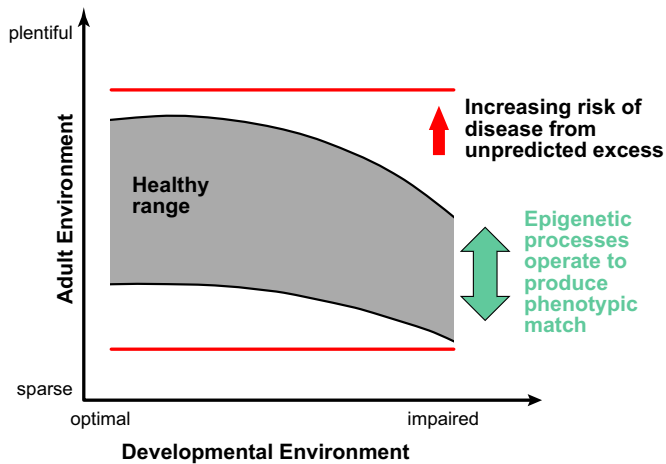 plentiful
Increasing risk of
disease from
unpredicted excess
Healthy
range
Adult Environment
Epigenetic
processes
operate to
produce
phenotypic
match
sparse
optimal
impaired
Developmental Environment